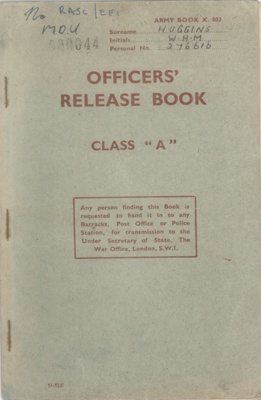 No RASC/EE1
MDU
000044
ARMY BOOK X. 803
Surname HUGGINS
Initials W.H.M.
Personal No. 276616
OFFICERS'
RELEASE BOOK
CLASS "A"
Any person finding this Book is
requested to hand it in to any
Barracks, Post Office or Police
Station, for transmission to the
Under Secretary of State, The
War Office, London, S.W.1.